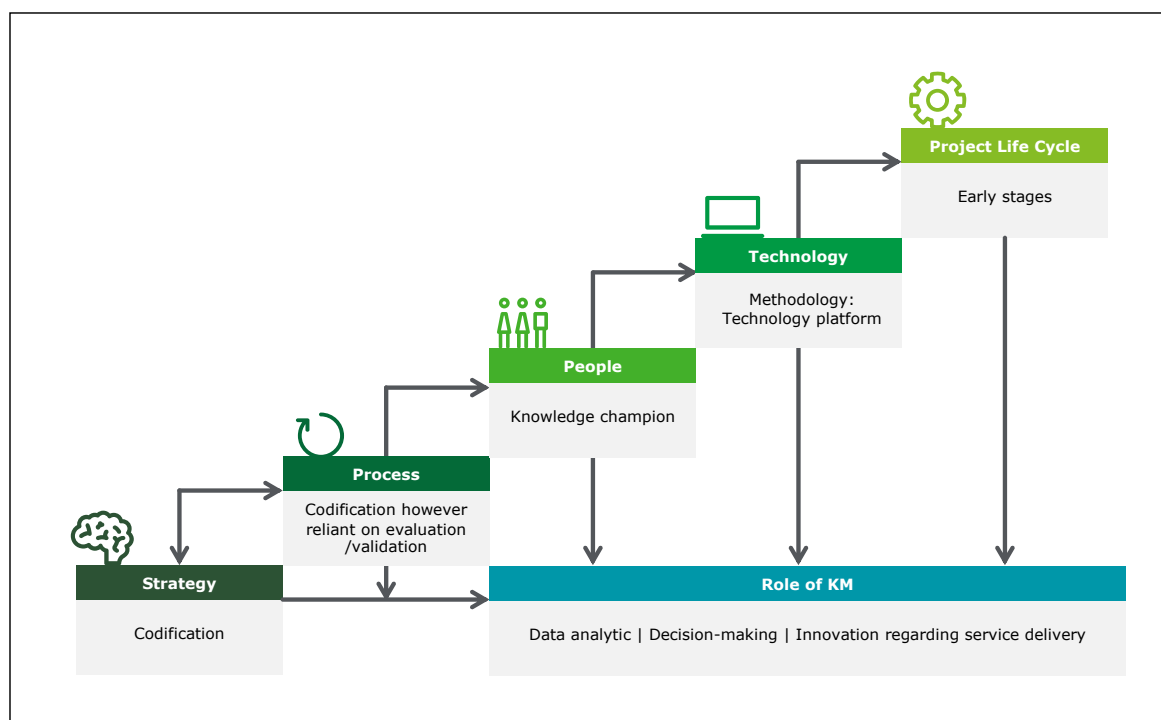 Project Life Cycle
Early stages
Technology
Methodology:
Technology platform
People
Knowledge champion
Process
Codification however
reliant on evaluation
/validation
Strategy
Codification
Role of KM
Data analytic | Decision-making | Innovation regarding service delivery